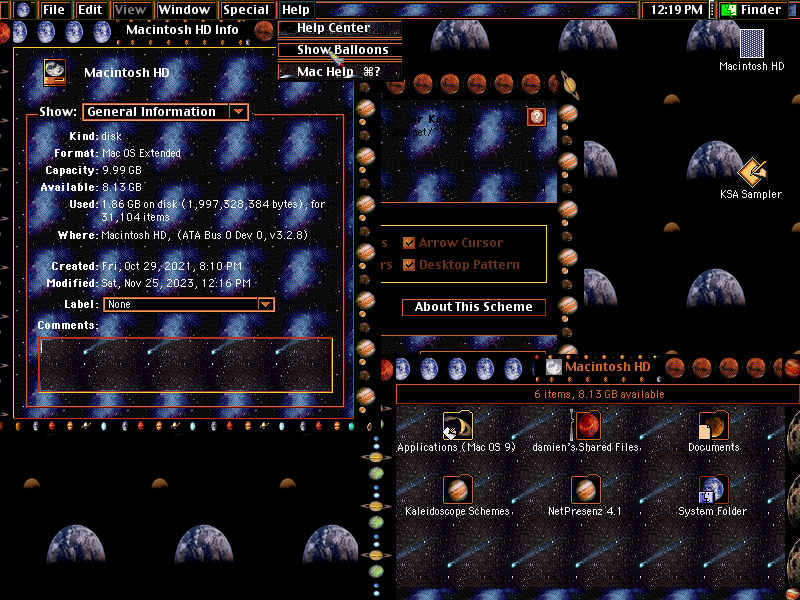 File Edit View Window Special Help 12:19 PM Finder
Help Center
Show Balloons
Mac Help ⌘?
Macintosh HD Info
Macintosh HD
Show: General Information
Kind: disk
Format: Mac OS Extended
Capacity: 9.99 GB
Available: 8.13 GB
Used: 1.86 GB on disk (1,997,328,384 bytes), for
31,104 items
Where: Macintosh HD, (ATA Bus 0 Dev 0, v3.2.8)
Created: Fri, Oct 29, 2021, 8:10 PM
Modified: Sat, Nov 25, 2023, 12:16 PM
Label: None
Comments:
?
net/
s Arrow Cursor
rs Desktop Pattern
About This Scheme
Macintosh HD
KSA Sampler
Macintosh HD
6 items, 8.13 GB available
Applications (Mac OS 9) damien's Shared Files Documents
Kaleidoscope Schemes NetPresenz 4.1 System Folder